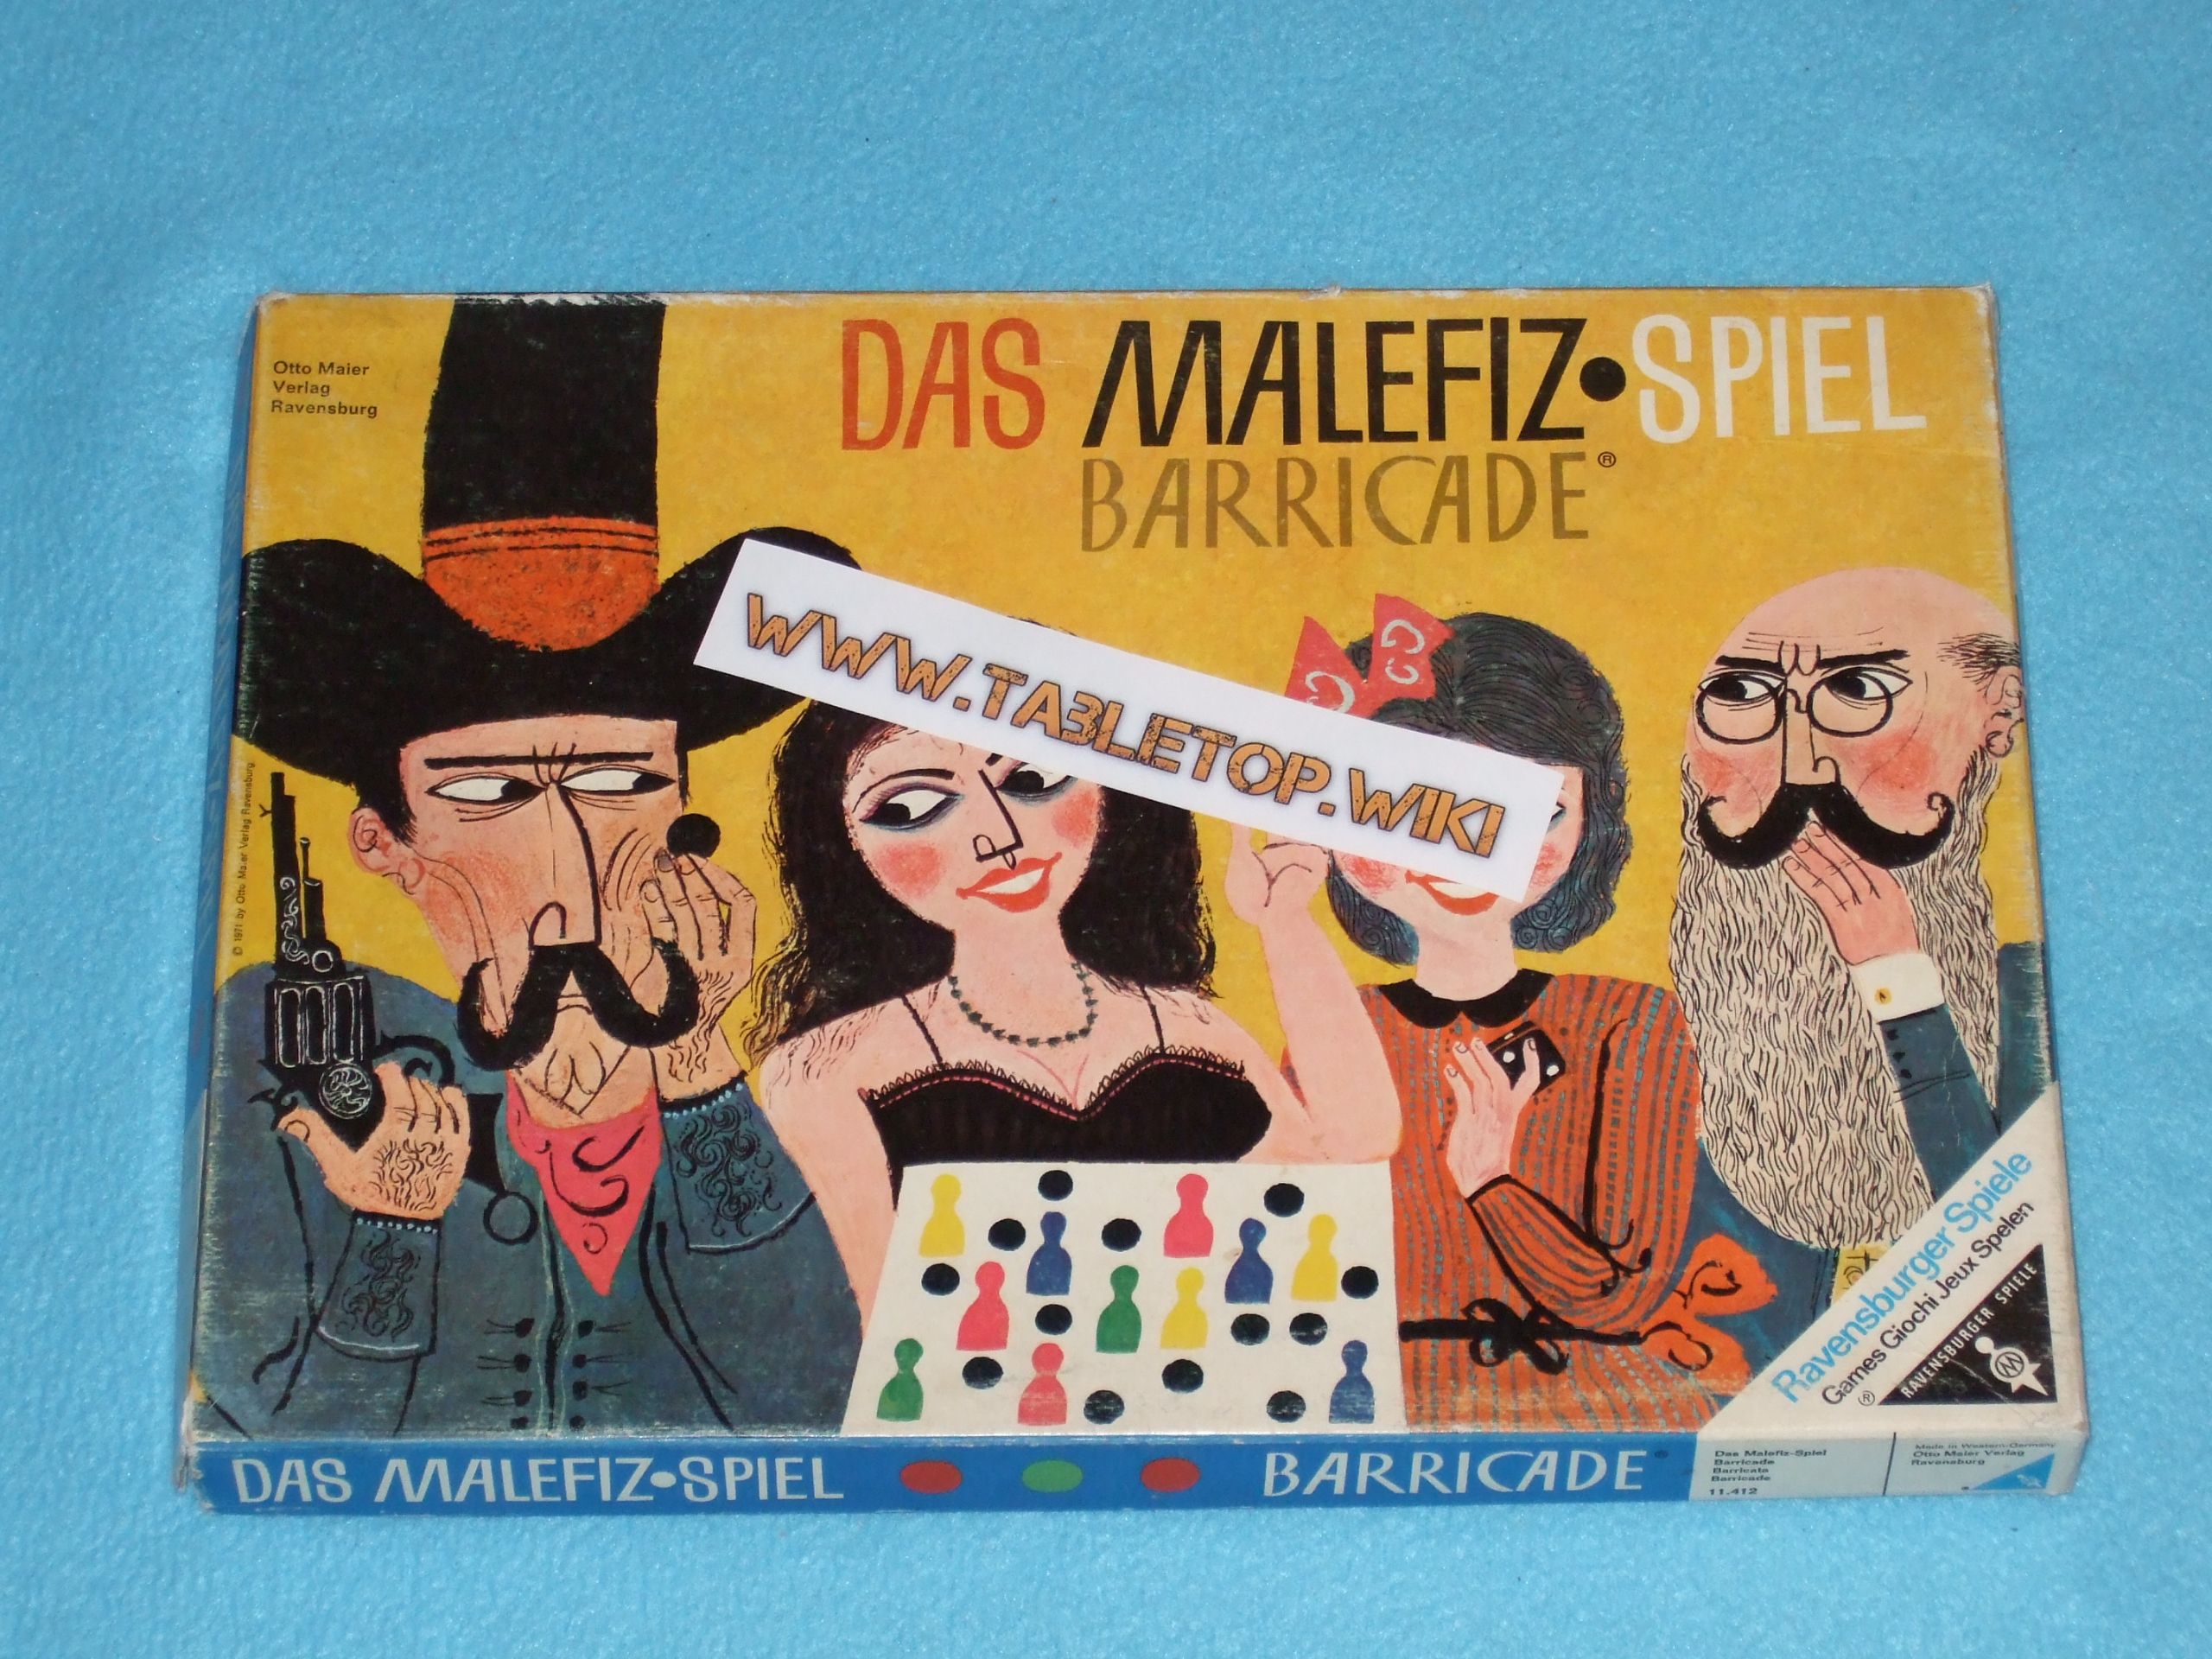 Otto Maier
Verlag
Ravensburg
DAS MALEFIZ•SPIEL
BARRICADE®
WWW.TABLETOP.WIKI
© 1971 by Otto Maier Verlag Ravensburg
Ravensburger Spiele
Games Giochi Jeux Spelen
®
RAVENSBURGER SPIELE
DAS MALEFIZ•SPIEL
BARRICADE®
Das Malefiz-Spiel
Barricade
Barricata
Barricade
11.412
Made in Western-Germany
Otto Maier Verlag
Ravensburg